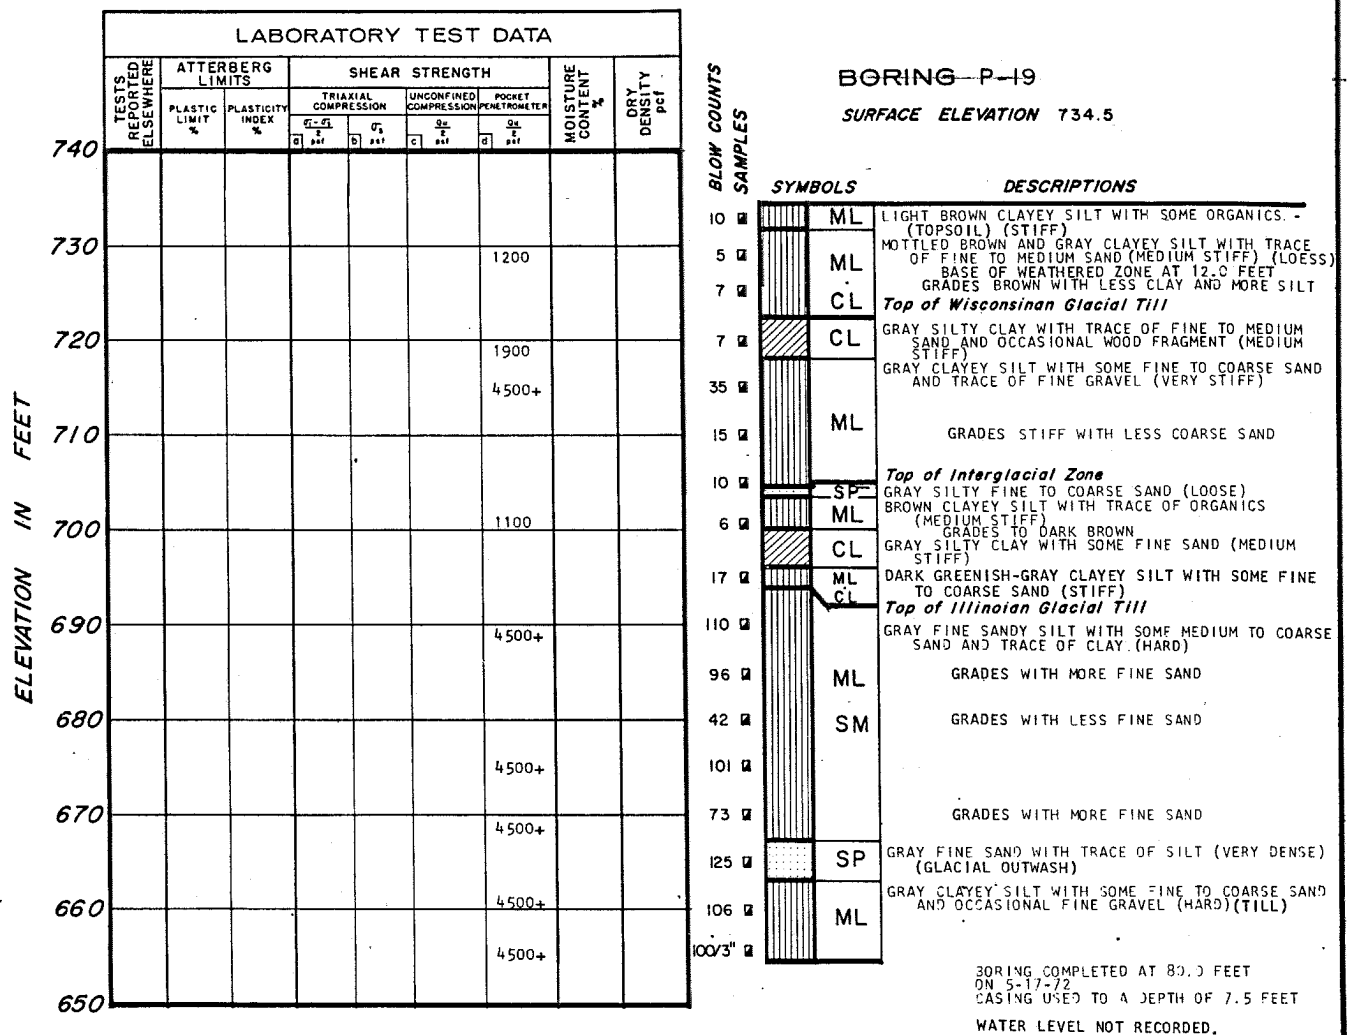 LABORATORY TEST DATA
TESTS REPORTED ELSEWHERE
ATTERBERG LIMITS
SHEAR STRENGTH
MOISTURE CONTENT %
DRY DENSITY pcf
PLASTIC LIMIT %
PLASTICITY INDEX %
TRIAXIAL COMPRESSION
UNCONFINED COMPRESSION
POCKET PENETROMETER
a
psf
b
psf
c
Qu/2 psf
d
Qu/2 psf
BLOW COUNTS
SAMPLES
BORING P-19
SURFACE ELEVATION 734.5
SYMBOLS
DESCRIPTIONS
ELEVATION IN FEET
740
730
720
710
700
690
680
670
660
650
1200
1900
4500+
1100
4500+
4500+
4500+
4500+
4500+
10
ML
LIGHT BROWN CLAYEY SILT WITH SOME ORGANICS. -
(TOPSOIL) (STIFF)
5
ML
MOTTLED BROWN AND GRAY CLAYEY SILT WITH TRACE
OF FINE TO MEDIUM SAND (MEDIUM STIFF) (LOESS)
BASE OF WEATHERED ZONE AT 12.0 FEET
7
CL
GRADES BROWN WITH LESS CLAY AND MORE SILT
Top of Wisconsinan Glacial Till
7
CL
GRAY SILTY CLAY WITH TRACE OF FINE TO MEDIUM
SAND AND OCCASIONAL WOOD FRAGMENT (MEDIUM
STIFF)
35
GRAY CLAYEY SILT WITH SOME FINE TO COARSE SAND
AND TRACE OF FINE GRAVEL (VERY STIFF)
15
ML
GRADES STIFF WITH LESS COARSE SAND
Top of Interglacial Zone
10
SP
GRAY SILTY FINE TO COARSE SAND (LOOSE)
6
ML
BROWN CLAYEY SILT WITH TRACE OF ORGANICS
(MEDIUM STIFF)
GRADES TO DARK BROWN
CL
GRAY SILTY CLAY WITH SOME FINE SAND (MEDIUM
STIFF)
17
ML
CL
DARK GREENISH-GRAY CLAYEY SILT WITH SOME FINE
TO COARSE SAND (STIFF)
Top of Illinoian Glacial Till
110
GRAY FINE SANDY SILT WITH SOME MEDIUM TO COARSE
SAND AND TRACE OF CLAY (HARD)
96
ML
GRADES WITH MORE FINE SAND
42
SM
GRADES WITH LESS FINE SAND
101
73
GRADES WITH MORE FINE SAND
125
SP
GRAY FINE SAND WITH TRACE OF SILT (VERY DENSE)
(GLACIAL OUTWASH)
106
ML
GRAY CLAYEY SILT WITH SOME FINE TO COARSE SAND
AND OCCASIONAL FINE GRAVEL (HARD)(TILL)
100/3"
BORING COMPLETED AT 80.0 FEET
ON 5-17-72
CASING USED TO A DEPTH OF 7.5 FEET
WATER LEVEL NOT RECORDED.